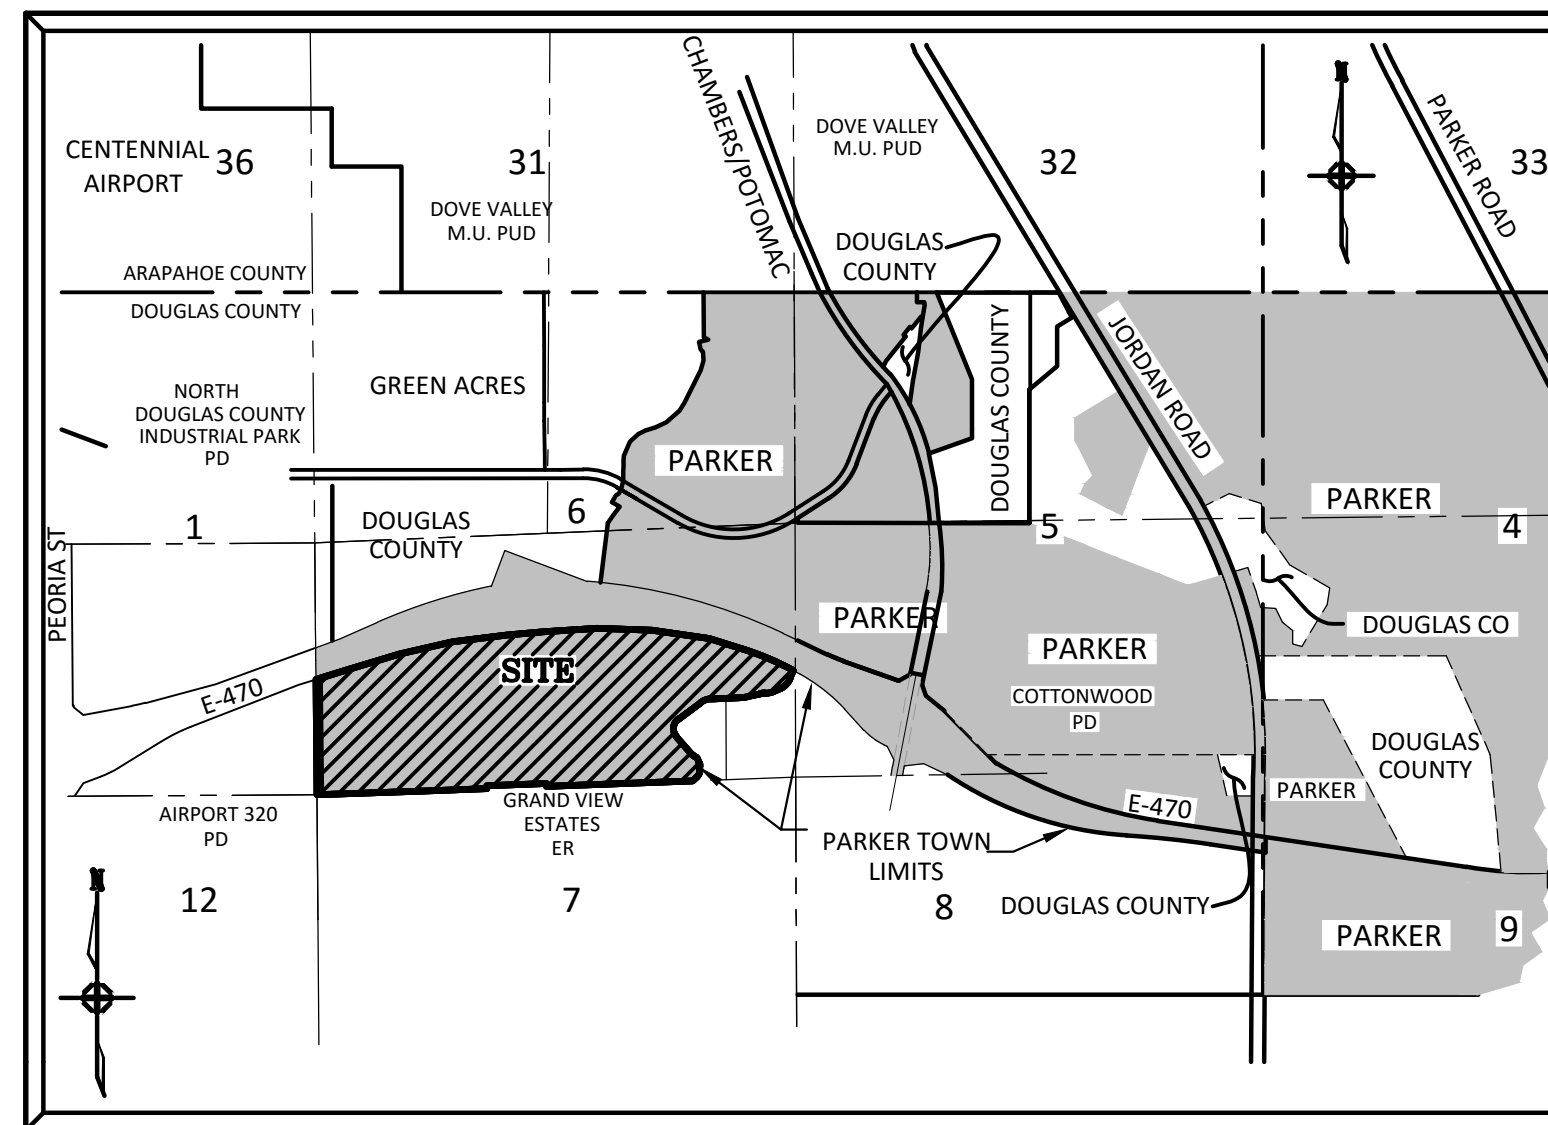 CENTENNIAL
AIRPORT
36
31
DOVE VALLEY
M.U. PUD
CHAMBERS/POTOMAC
DOVE VALLEY
M.U. PUD
32
N
PARKER ROAD
33
DOUGLAS
COUNTY
ARAPAHOE COUNTY
DOUGLAS COUNTY
NORTH
DOUGLAS COUNTY
INDUSTRIAL PARK
PD
GREEN ACRES
PARKER
DOUGLAS COUNTY
JORDAN ROAD
PARKER
PEORIA ST
1
DOUGLAS
COUNTY
6
5
4
PARKER
DOUGLAS CO
PARKER
SITE
E-470
COTTONWOOD
PD
DOUGLAS
COUNTY
PARKER
E-470
AIRPORT 320
PD
GRAND VIEW
ESTATES
ER
PARKER TOWN
LIMITS
N
12
7
8
DOUGLAS COUNTY
PARKER
9